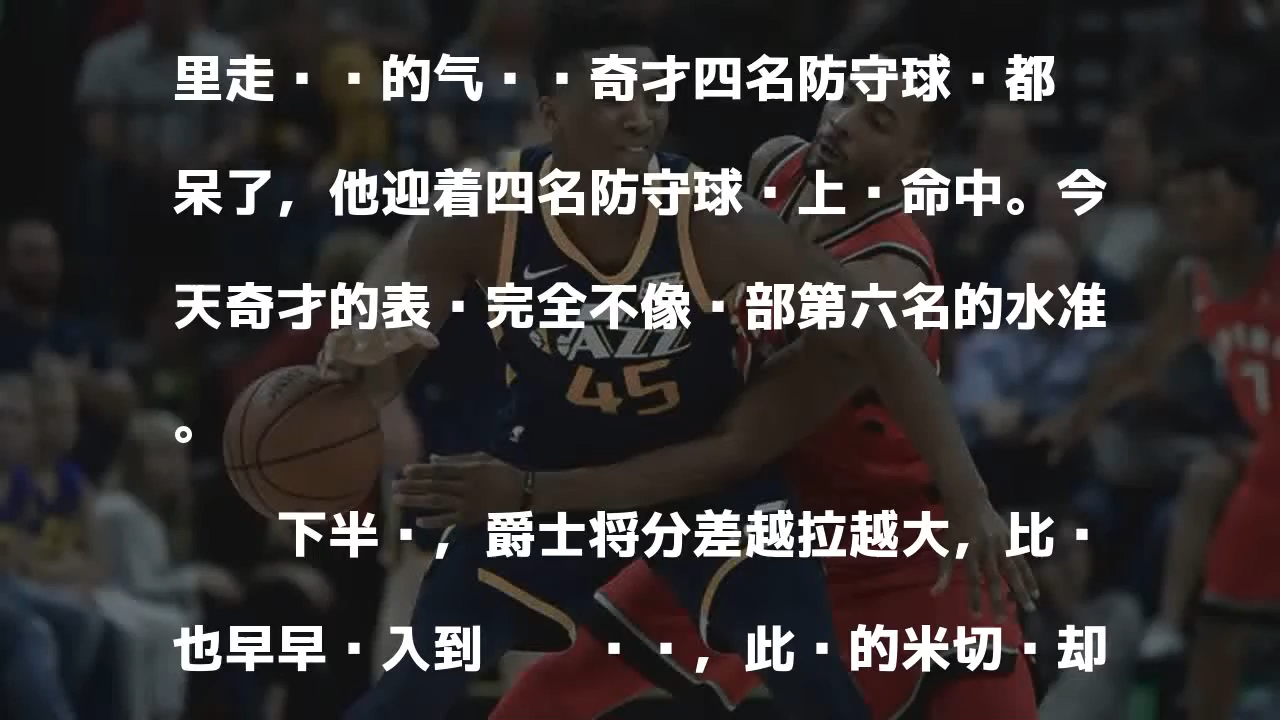 里走··的气··奇才四名防守球·都
呆了，他迎着四名防守球·上·命中。今
天奇才的表·完全不像·部第六名的水准
。
下半·，爵士将分差越拉越大，比·
也早早·入到　　··，此·的米切·却
JAZZ
45
7